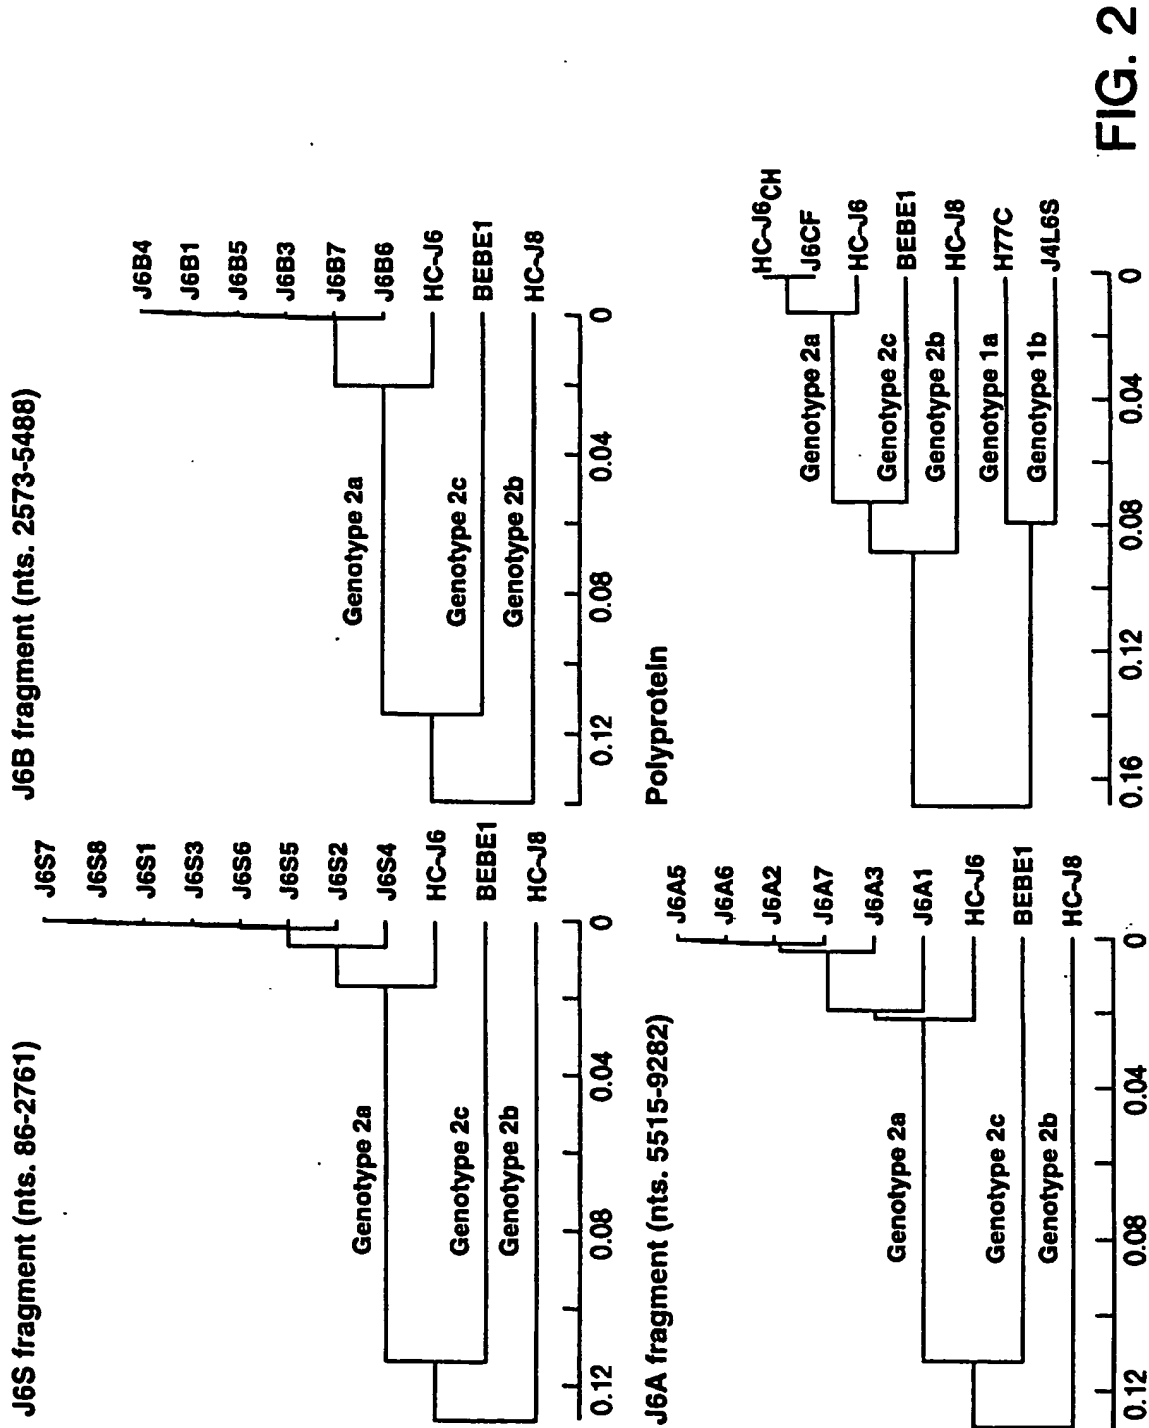 J6S fragment (nts. 86-2761)
J6S7
J6S8
J6S1
J6S3
J6S6
J6S5
J6S2
J6S4
HC-J6
BEBE1
HC-J8
Genotype 2a
Genotype 2c
Genotype 2b
0.12
0.08
0.04
0
J6B fragment (nts. 2573-5488)
J6B4
J6B1
J6B5
J6B3
J6B7
J6B6
HC-J6
BEBE1
HC-J8
Genotype 2a
Genotype 2c
Genotype 2b
0.12
0.08
0.04
0
J6A fragment (nts. 5515-9282)
J6A5
J6A6
J6A2
J6A7
J6A3
J6A1
HC-J6
BEBE1
HC-J8
Genotype 2a
Genotype 2c
Genotype 2b
0.12
0.08
0.04
0
Polyprotein
HC-J6CH
J6CF
HC-J6
BEBE1
HC-J8
H77C
J4L6S
Genotype 2a
Genotype 2c
Genotype 2b
Genotype 1a
Genotype 1b
0.16
0.12
0.08
0.04
0
FIG. 2